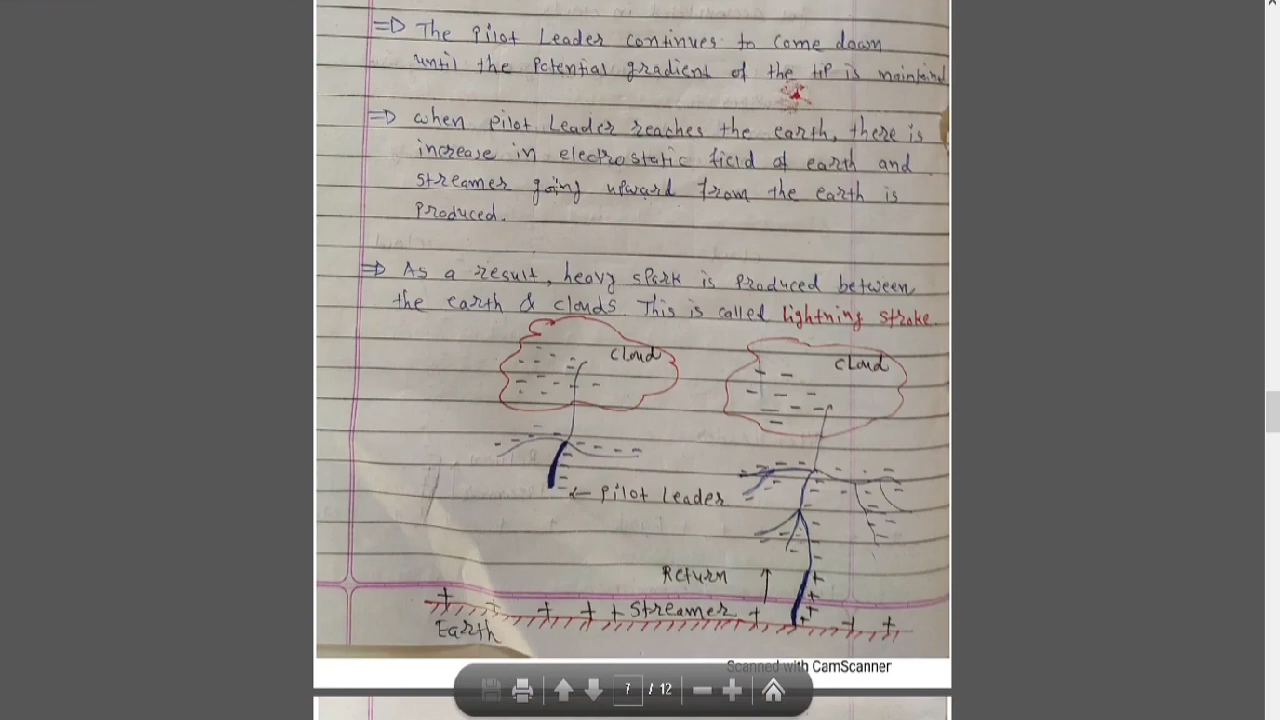 ⇒ The Pilot Leader continues to come down
until the Potential gradient of the tip is
⇒ when pilot Leader reaches the earth, there is
increase in electrostatic field of earth and
streamer going upward from the earth is
Produced.
⇒ As a result, heavy spark is Produced between
the earth & clouds. This is called lightning stroke.
cloud
cloud
← Pilot Leader
Return
Streamer
Earth
Scanned with CamScanner
7 / 12